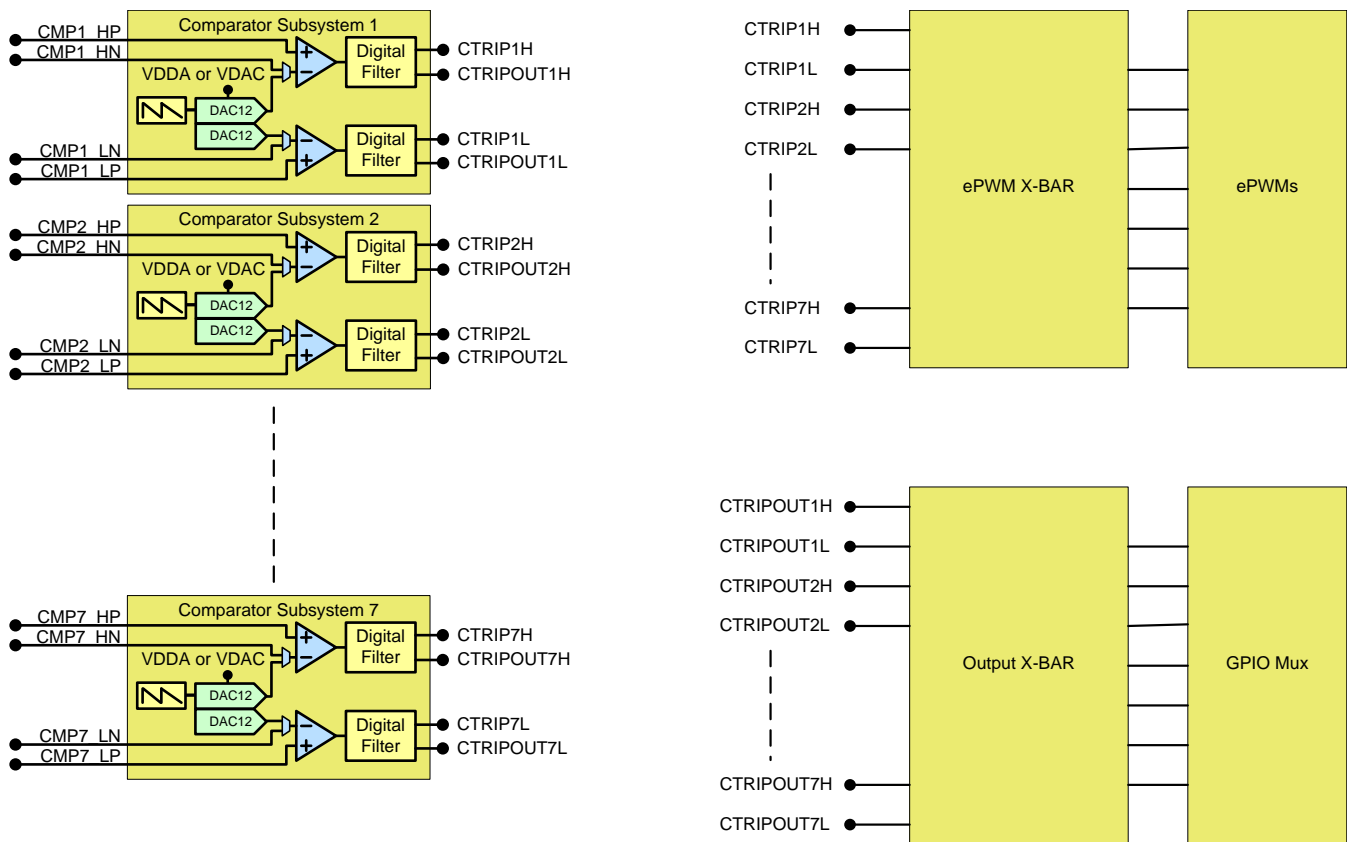 Comparator Subsystem 1
CMP1_HP
CMP1_HN
VDDA or VDAC
DAC12
DAC12
CMP1_LN
CMP1_LP
Digital
Filter
CTRIP1H
CTRIPOUT1H
Digital
Filter
CTRIP1L
CTRIPOUT1L
Comparator Subsystem 2
CMP2_HP
CMP2_HN
VDDA or VDAC
DAC12
DAC12
CMP2_LN
CMP2_LP
Digital
Filter
CTRIP2H
CTRIPOUT2H
Digital
Filter
CTRIP2L
CTRIPOUT2L
Comparator Subsystem 7
CMP7_HP
CMP7_HN
VDDA or VDAC
DAC12
DAC12
CMP7_LN
CMP7_LP
Digital
Filter
CTRIP7H
CTRIPOUT7H
Digital
Filter
CTRIP7L
CTRIPOUT7L
CTRIP1H
CTRIP1L
CTRIP2H
CTRIP2L
CTRIP7H
CTRIP7L
ePWM X-BAR
ePWMs
CTRIPOUT1H
CTRIPOUT1L
CTRIPOUT2H
CTRIPOUT2L
CTRIPOUT7H
CTRIPOUT7L
Output X-BAR
GPIO Mux